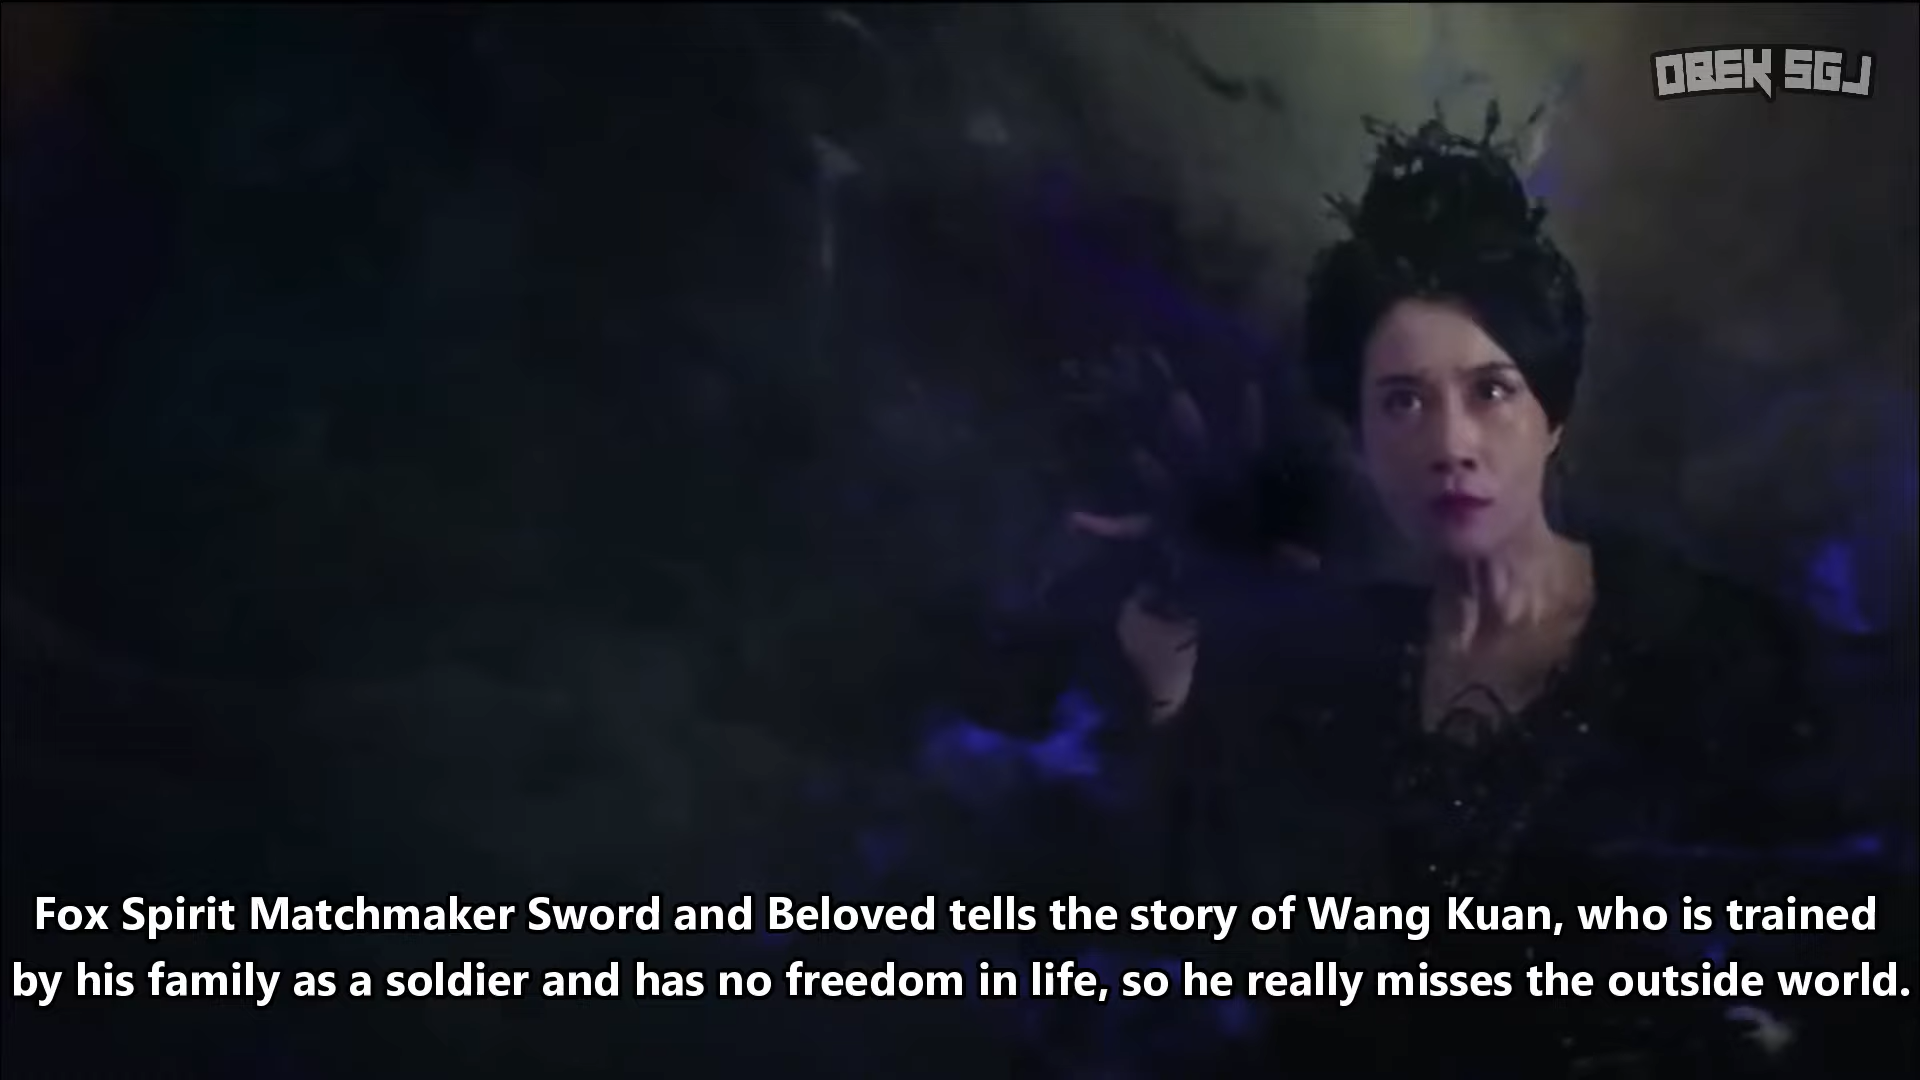 OBEK SGJ
Fox Spirit Matchmaker Sword and Beloved tells the story of Wang Kuan, who is trained
by his family as a soldier and has no freedom in life, so he really misses the outside world.